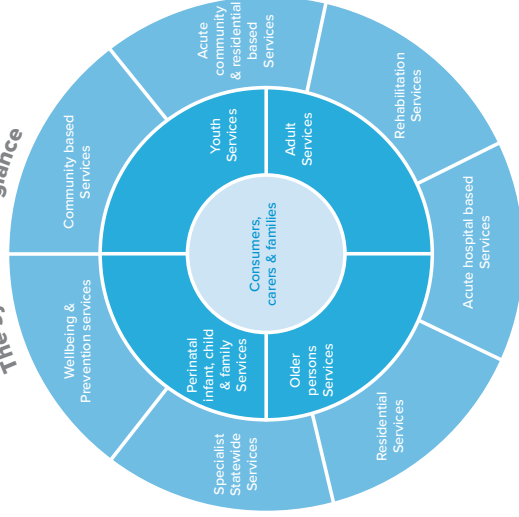 The
glance
Wellbeing &
Prevention services
Community based
Services
Acute
community
& residential
based
Services
Rehabilitation
Services
Acute hospital based
Services
Residential
Services
Specialist
Statewide
Services
Perinatal
infant, child
& family
Services
Youth
Services
Adult
Services
Older
persons
Services
Consumers,
carers & families